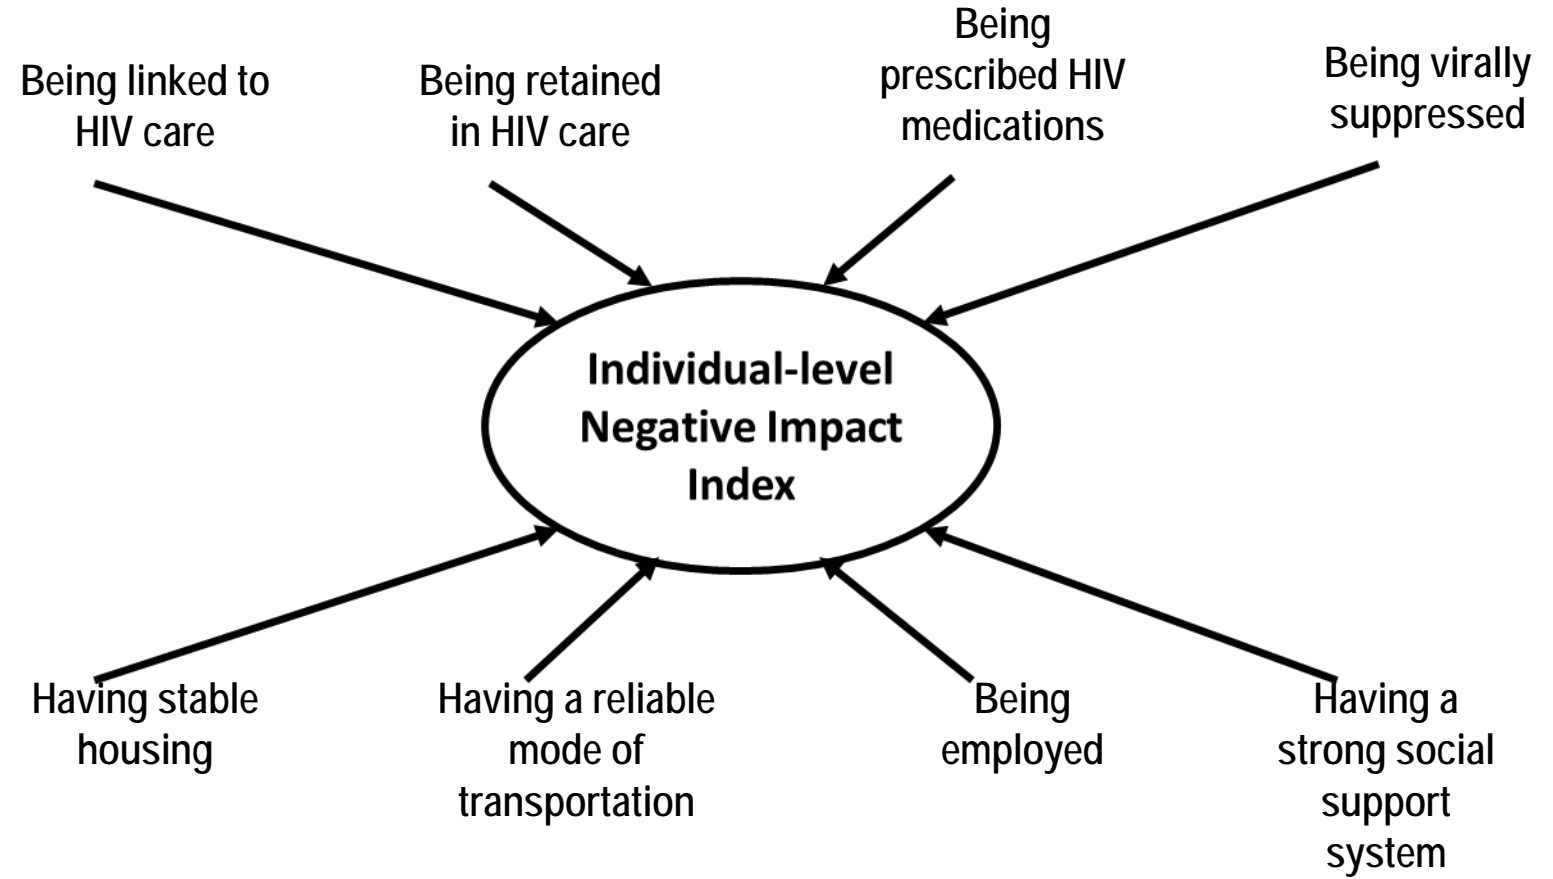 Being linked to
HIV care
Being retained
in HIV care
Being
prescribed HIV
medications
Being virally
suppressed
Individual-level
Negative Impact
Index
Having stable
housing
Having a reliable
mode of
transportation
Being
employed
Having a
strong social
support
system